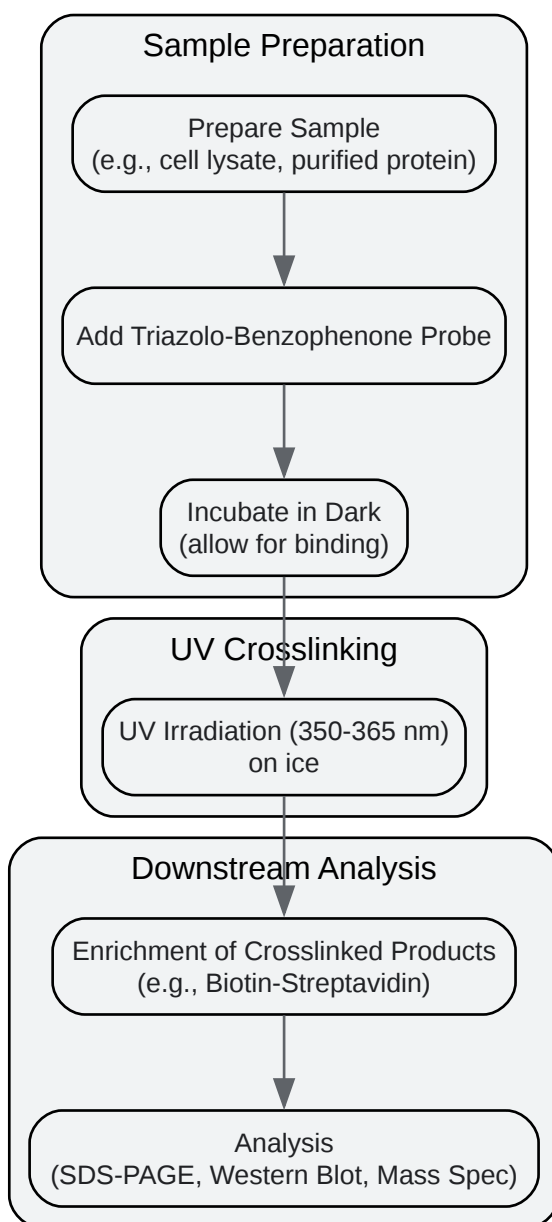 Sample Preparation
Prepare Sample
(e.g., cell lysate, purified protein)
Add Triazolo-Benzophenone Probe
Incubate in Dark
(allow for binding)
UV Crosslinking
UV Irradiation (350-365 nm)
on ice
Downstream Analysis
Enrichment of Crosslinked Products
(e.g., Biotin-Streptavidin)
Analysis
(SDS-PAGE, Western Blot, Mass Spec)